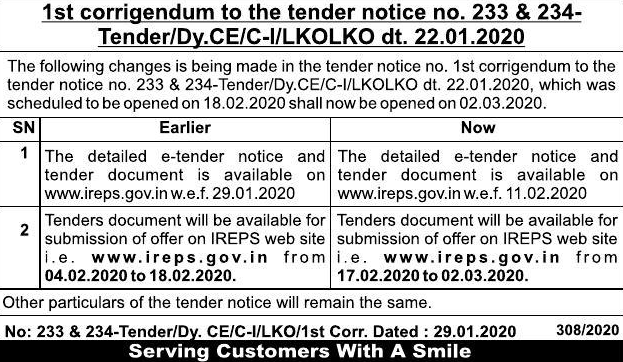 1st corrigendum to the tender notice no. 233 & 234-
Tender/Dy.CE/C-I/LKOLKO dt. 22.01.2020
The following changes is being made in the tender notice no. 1st corrigendum to the
tender notice no. 233 & 234-Tender/Dy.CE/C-I/LKOLKO dt. 22.01.2020, which was
scheduled to be opened on 18.02.2020 shall now be opened on 02.03.2020.
SN Earlier Now
1 The detailed e-tender notice and
tender document is available on
www.ireps.gov.in w.e.f. 29.01.2020
The detailed e-tender notice and
tender document is available on
www.ireps.gov.in w.e.f. 11.02.2020
2 Tenders document will be available for
submission of offer on IREPS web site
i.e. www.ireps.gov.in from
04.02.2020 to 18.02.2020.
Tenders document will be available for
submission of offer on IREPS web site
i.e. www.ireps.gov.in from
17.02.2020 to 02.03.2020.
Other particulars of the tender notice will remain the same.
No: 233 & 234-Tender/Dy. CE/C-I/LKO/1st Corr. Dated : 29.01.2020 308/2020
Serving Customers With A Smile